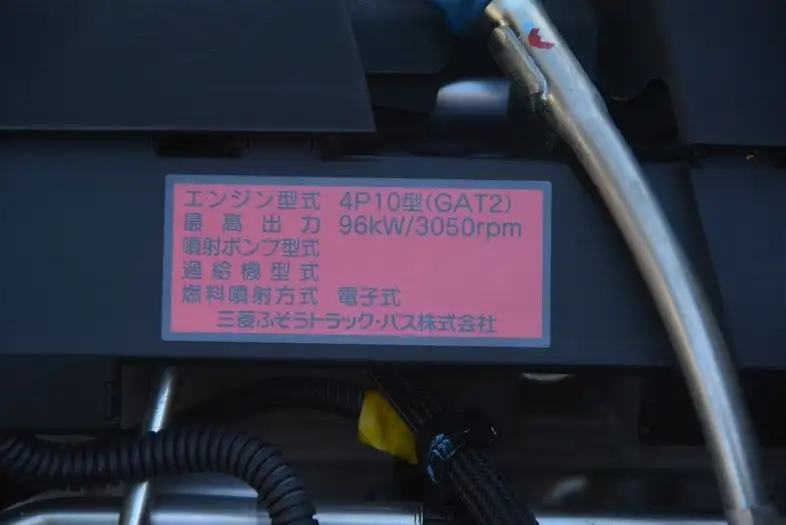 エンジン型式 4P10型(GAT2)
最高出力 96kW/3050rpm
噴射ポンプ型式
過給機型式
燃料噴射方式 電子式
三菱ふそうトラック・バス株式会社